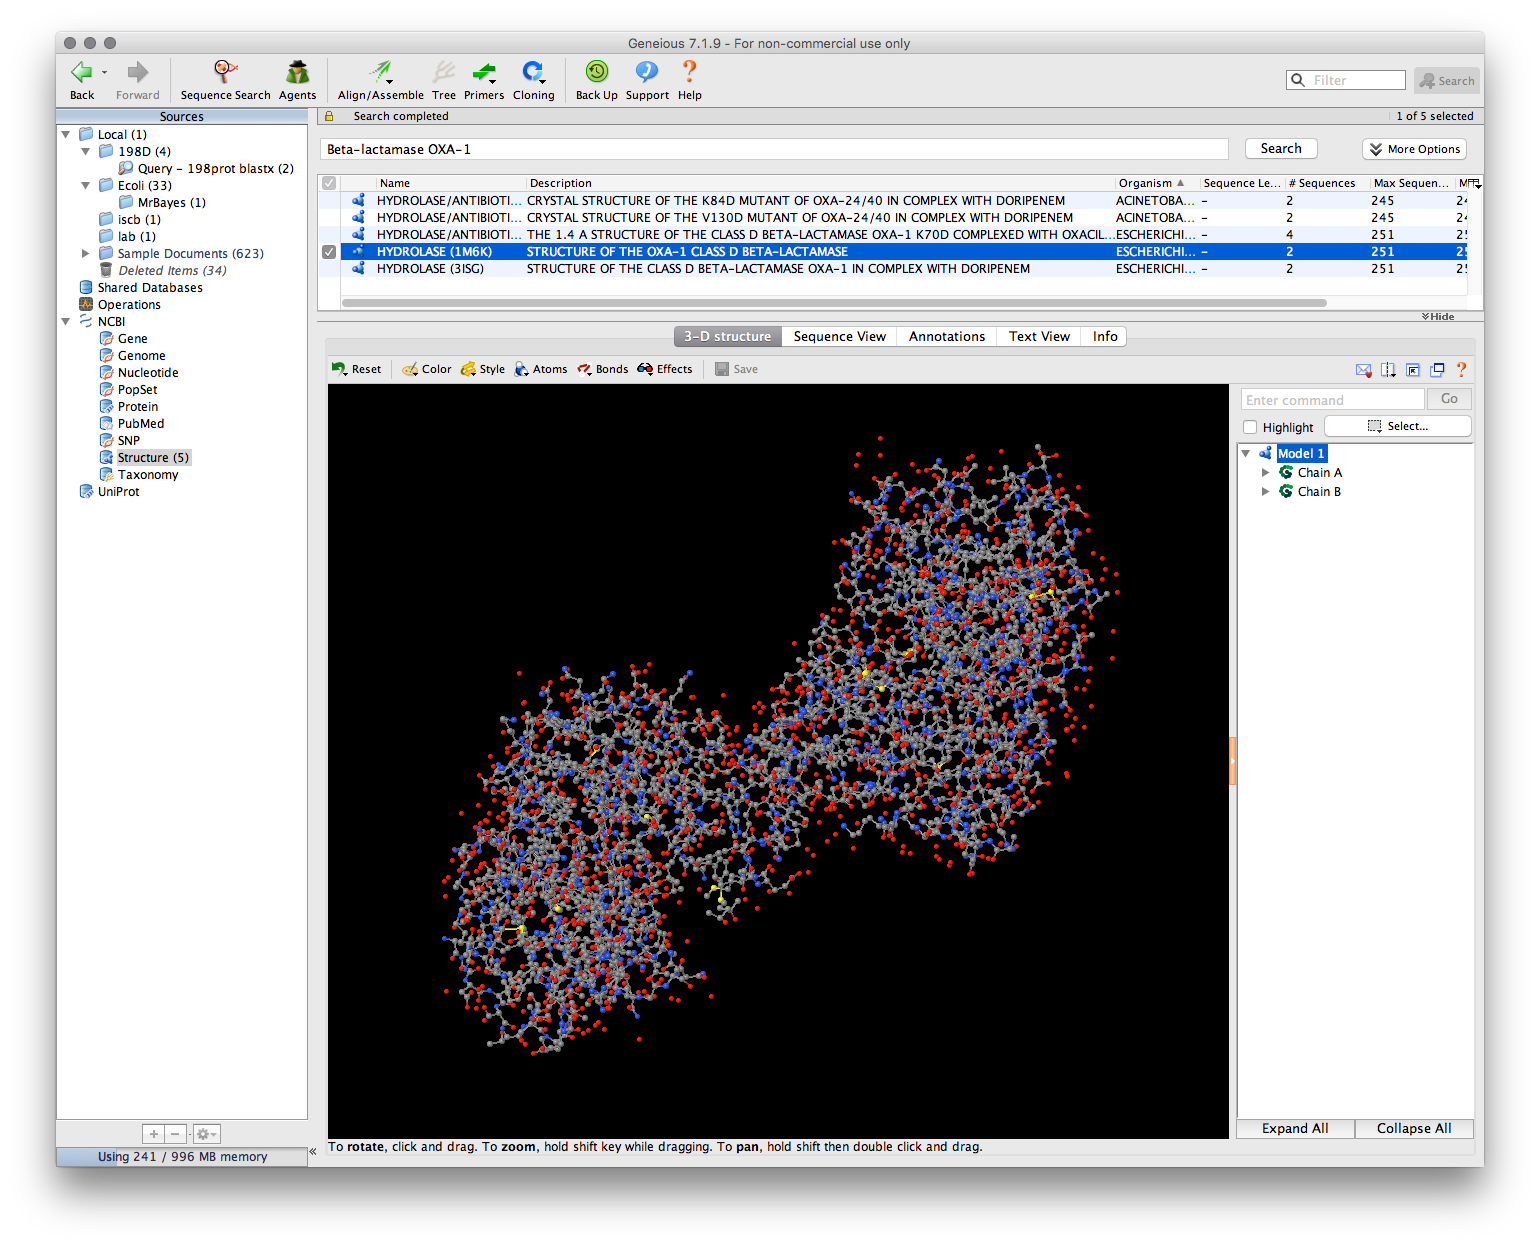 Geneious 7.1.9 - For non-commercial use only
Back Forward Sequence Search Agents Align/Assemble Tree Primers Cloning Back Up Support Help Filter Search
Sources
Search completed 1 of 5 selected
Local (1)
198D (4)
Query - 198prot blastx (2)
Ecoli (33)
MrBayes (1)
iscb (1)
lab (1)
Sample Documents (623)
Deleted Items (34)
Shared Databases
Operations
NCBI
Gene
Genome
Nucleotide
PopSet
Protein
PubMed
SNP
Structure (5)
Taxonomy
UniProt
Using 241 / 996 MB memory
Beta-lactamase OXA-1 Search More Options
Name Description Organism Sequence Le... # Sequences Max Sequen...
HYDROLASE/ANTIBIOTI... CRYSTAL STRUCTURE OF THE K84D MUTANT OF OXA-24/40 IN COMPLEX WITH DORIPENEM ACINETOBA... - 2 245
HYDROLASE/ANTIBIOTI... CRYSTAL STRUCTURE OF THE V130D MUTANT OF OXA-24/40 IN COMPLEX WITH DORIPENEM ACINETOBA... - 2 245
HYDROLASE/ANTIBIOTI... THE 1.4 A STRUCTURE OF THE CLASS D BETA-LACTAMASE OXA-1 K70D COMPLEXED WITH OXACIL... ESCHERICHI... - 4 251
HYDROLASE (1M6K) STRUCTURE OF THE OXA-1 CLASS D BETA-LACTAMASE ESCHERICHI... - 2 251
HYDROLASE (3ISG) STRUCTURE OF THE CLASS D BETA-LACTAMASE OXA-1 IN COMPLEX WITH DORIPENEM ESCHERICHI... - 2 251
Hide
3-D structure Sequence View Annotations Text View Info
Reset Color Style Atoms Bonds Effects Save
Enter command Go
Highlight Select...
Model 1
Chain A
Chain B
Expand All Collapse All
To rotate, click and drag. To zoom, hold shift key while dragging. To pan, hold shift then double click and drag.